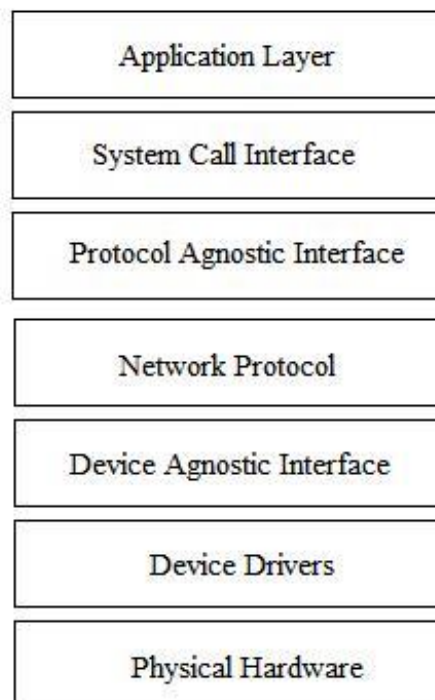 Application Layer
System Call Interface
Protocol Agnostic Interface
Network Protocol
Device Agnostic Interface
Device Drivers
Physical Hardware